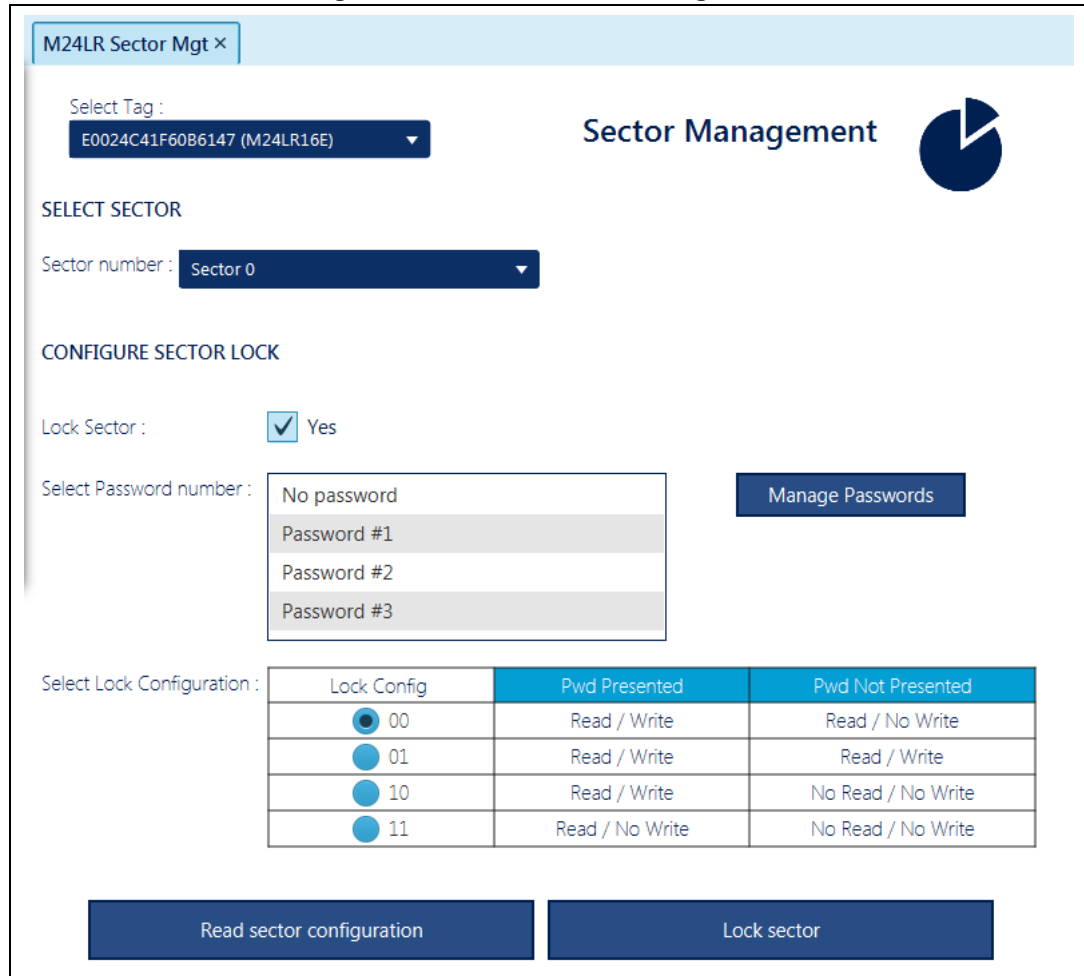 M24LR Sector Mgt ×
Select Tag :
E0024C41F60B6147 (M24LR16E)
Sector Management
SELECT SECTOR
Sector number : Sector 0
CONFIGURE SECTOR LOCK
Lock Sector : Yes
Select Password number : No password Manage Passwords
Password #1
Password #2
Password #3
Select Lock Configuration : Lock Config Pwd Presented Pwd Not Presented
00 Read / Write Read / No Write
01 Read / Write Read / Write
10 Read / Write No Read / No Write
11 Read / No Write No Read / No Write
Read sector configuration Lock sector